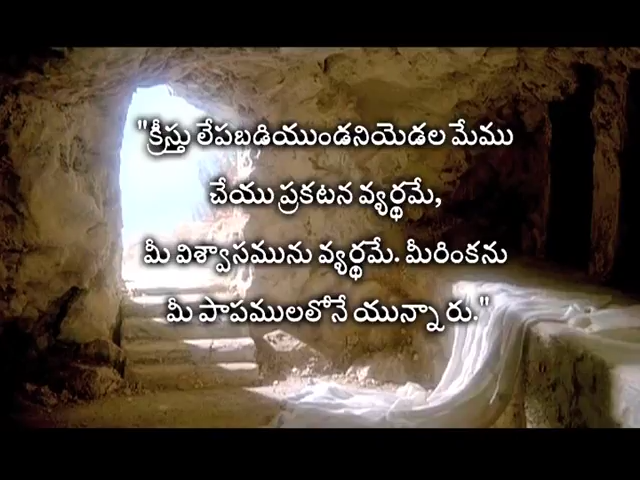 "క్రీస్తు లేపబడియుండనియెడల మేము
చేయు ప్రకటన వ్యర్థమే,
మీ విశ్వాసమును వ్యర్థమే. మీరింకను
మీ పాపములలోనే యున్నా రు."